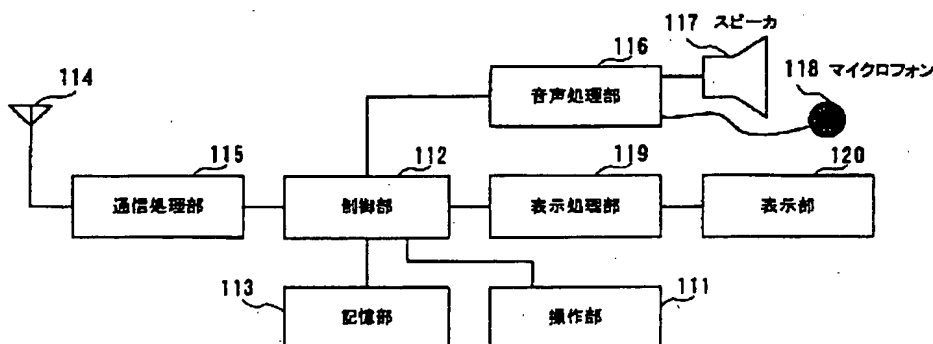 117 スピーカ
116
118 マイクロフォン
114
音声処理部
115
112
119
120
通信処理部
制御部
表示処理部
表示部
113
111
記憶部
操作部